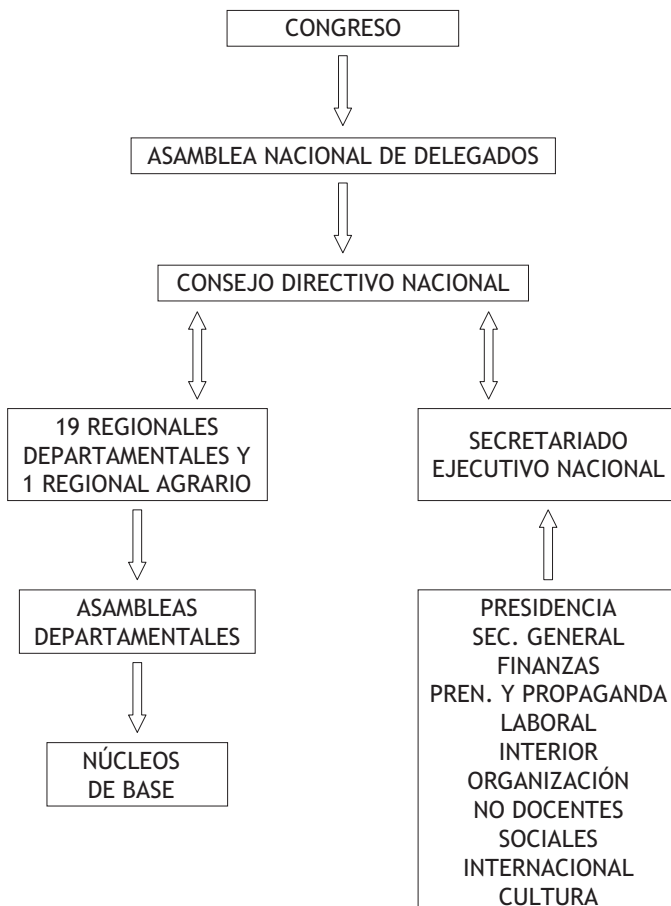 CONGRESO
ASAMBLEA NACIONAL DE DELEGADOS
CONSEJO DIRECTIVO NACIONAL
19 REGIONALES
DEPARTAMENTALES Y
1 REGIONAL AGRARIO
SECRETARIADO
EJECUTIVO NACIONAL
ASAMBLEAS
DEPARTAMENTALES
NÚCLEOS
DE BASE
PRESIDENCIA
SEC. GENERAL
FINANZAS
PREN. Y PROPAGANDA
LABORAL
INTERIOR
ORGANIZACIÓN
NO DOCENTES
SOCIALES
INTERNACIONAL
CULTURA